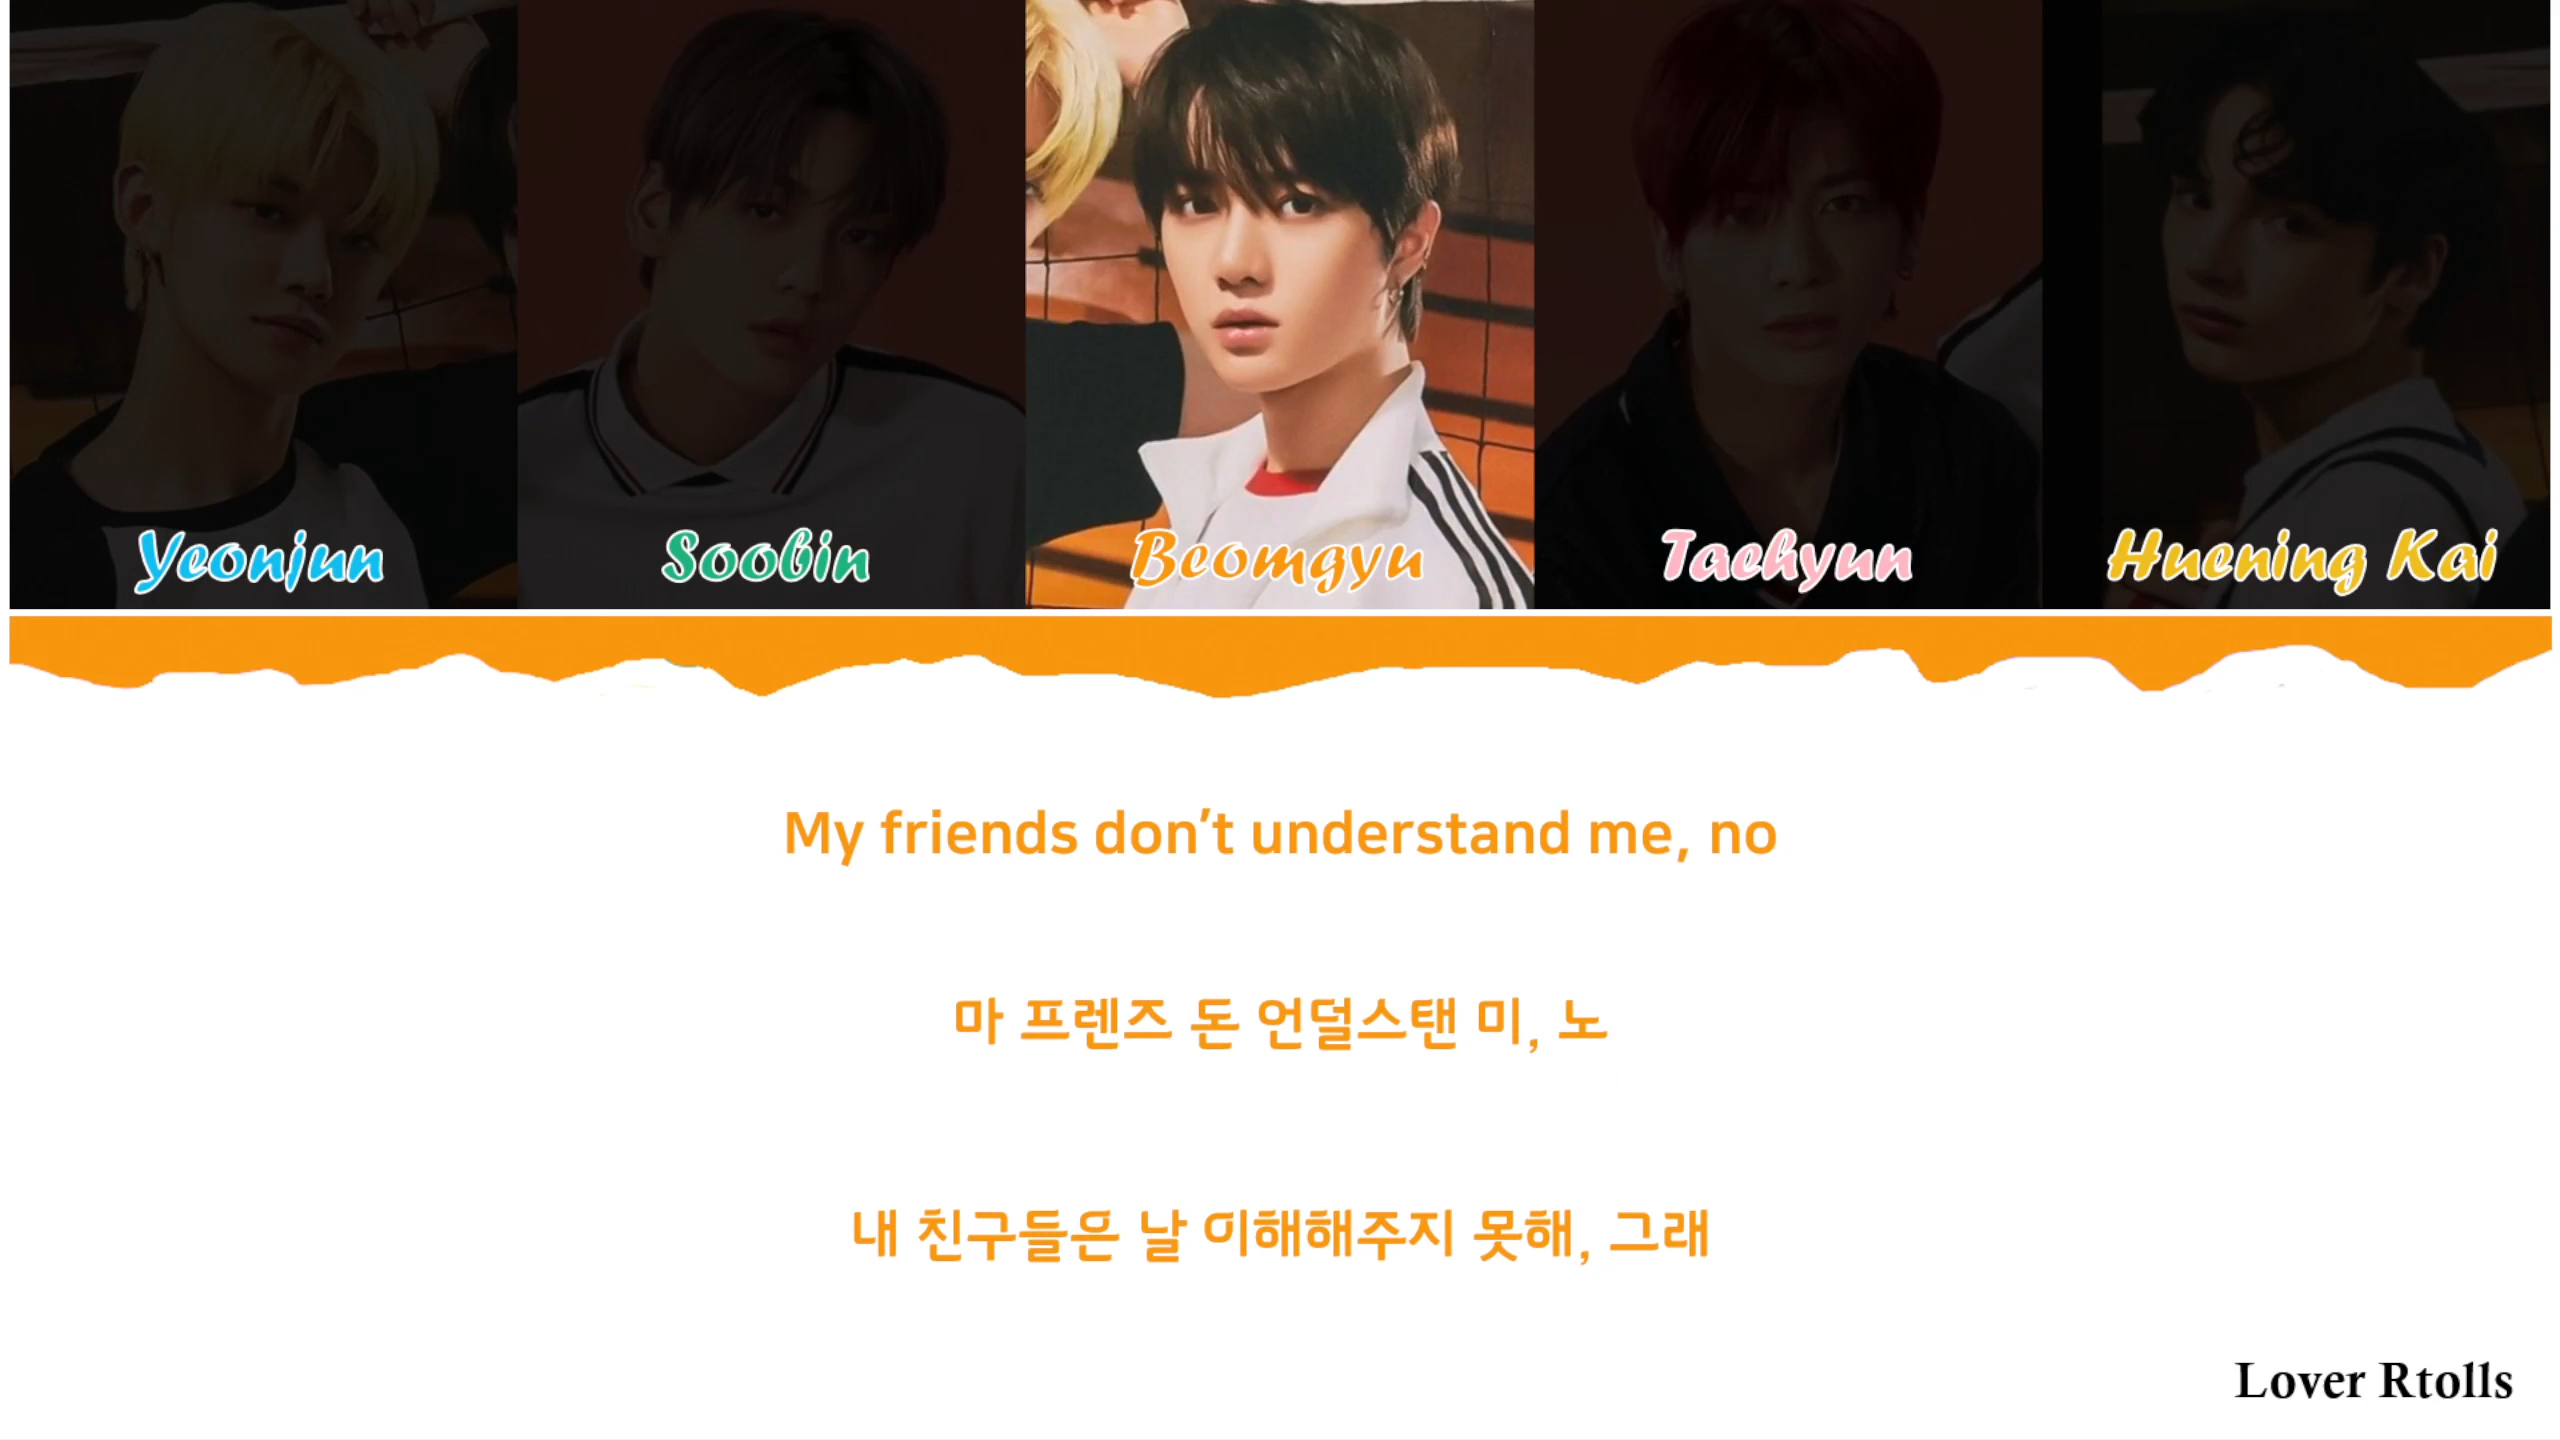 Yeonjun
Soobin
Beomgyu
Taehyun
Huening Kai
My friends don't understand me, no
마 프렌즈 돈 언덜스탠 미, 노
내 친구들은 날 이해해주지 못해, 그래
Lover Rtolls